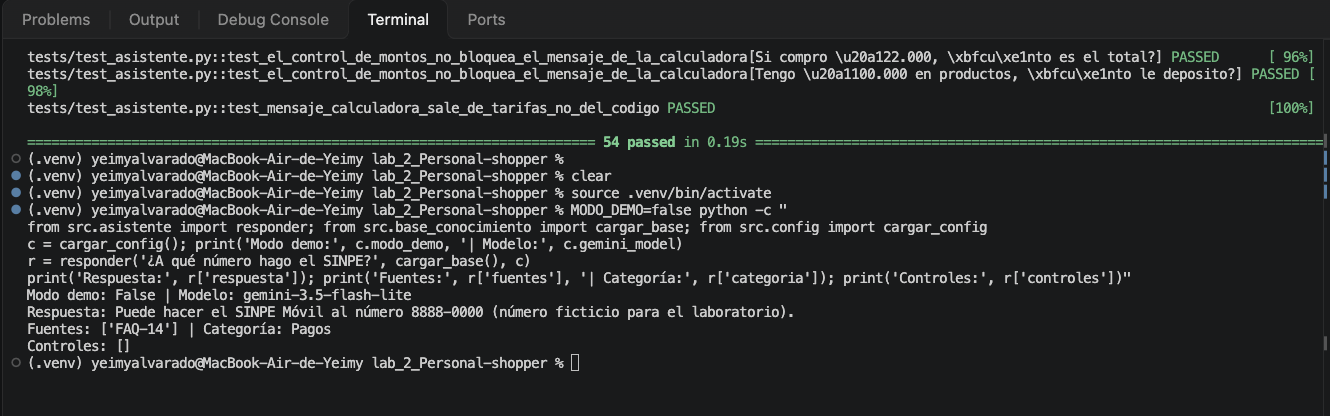 Problems Output Debug Console Terminal Ports
tests/test_asistente.py::test_el_control_de_montos_no_bloquea_el_mensaje_de_la_calculadora[Si compro \u20a122.000, \xbfcu\xe1nto es el total?] PASSED [ 96%]
tests/test_asistente.py::test_el_control_de_montos_no_bloquea_el_mensaje_de_la_calculadora[Tengo \u20a1100.000 en productos, \xbfcu\xe1nto le deposito?] PASSED [
98%]
tests/test_asistente.py::test_mensaje_calculadora_sale_de_tarifas_no_del_codigo PASSED [100%]
54 passed in 0.19s
(.venv) yeimyalvarado@MacBook-Air-de-Yeimy lab_2_Personal-shopper %
(.venv) yeimyalvarado@MacBook-Air-de-Yeimy lab_2_Personal-shopper % clear
(.venv) yeimyalvarado@MacBook-Air-de-Yeimy lab_2_Personal-shopper % source .venv/bin/activate
(.venv) yeimyalvarado@MacBook-Air-de-Yeimy lab_2_Personal-shopper % MODO_DEMO=false python -c "
from src.asistente import responder; from src.base_conocimiento import cargar_base; from src.config import cargar_config
c = cargar_config(); print('Modo demo:', c.modo_demo, '| Modelo:', c.gemini_model)
r = responder('¿A qué número hago el SINPE?', cargar_base(), c)
print('Respuesta:', r['respuesta']); print('Fuentes:', r['fuentes'], '| Categoría:', r['categoria']); print('Controles:', r['controles'])"
Modo demo: False | Modelo: gemini-3.5-flash-lite
Respuesta: Puede hacer el SINPE Móvil al número 8888-0000 (número ficticio para el laboratorio).
Fuentes: ['FAQ-14'] | Categoría: Pagos
Controles: []
(.venv) yeimyalvarado@MacBook-Air-de-Yeimy lab_2_Personal-shopper %